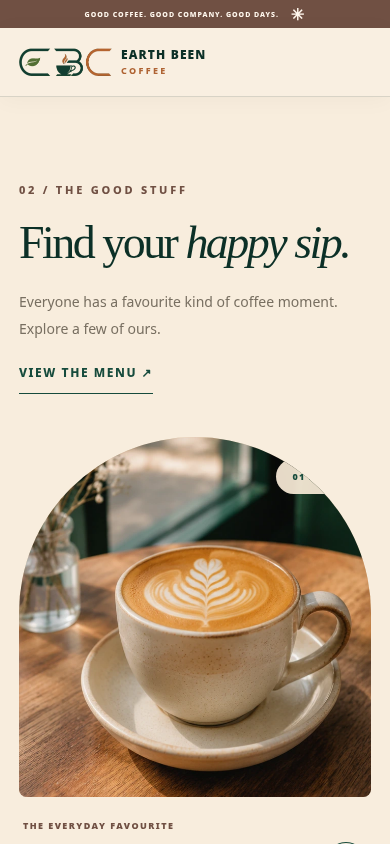 GOOD COFFEE. GOOD COMPANY. GOOD DAYS.
CBC
EARTH BEEN
COFFEE
02 / THE GOOD STUFF
Find your happy sip.
Everyone has a favourite kind of coffee moment.
Explore a few of ours.
VIEW THE MENU ↗
01
THE EVERYDAY FAVOURITE